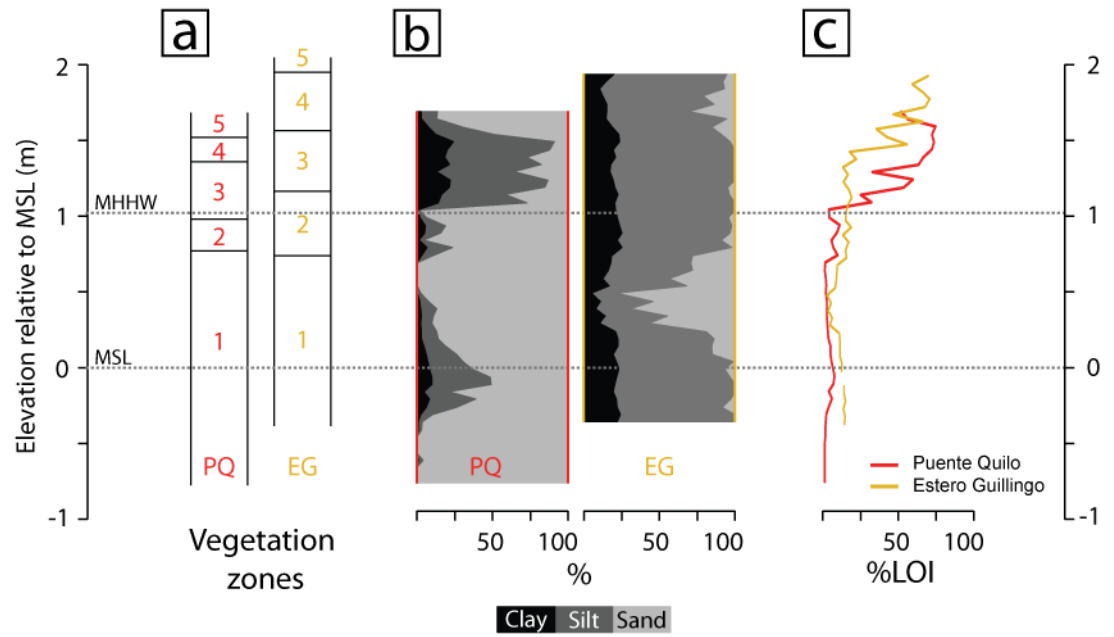 a
b
c
Elevation relative to MSL (m)
2
1
0
-1
MHHW
MSL
5
4
3
2
1
PQ
5
4
3
2
1
EG
Vegetation
zones
PQ
EG
50
100
50
100
%
Clay Silt Sand
2
1
0
-1
Puente Quilo
Estero Guillingo
50
100
%LOI